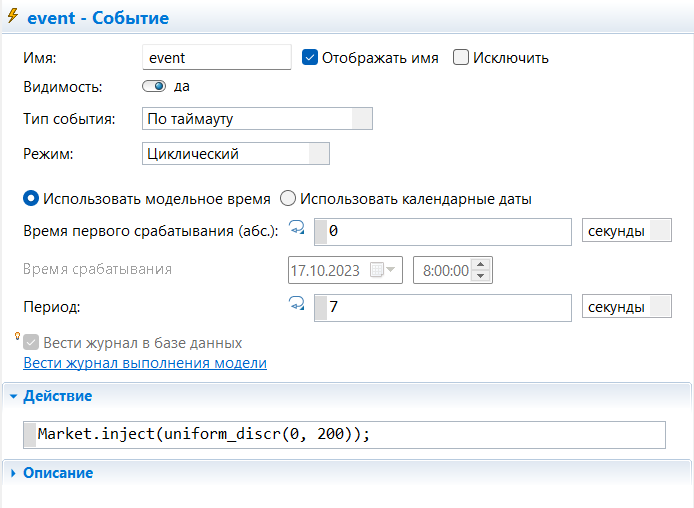 event - Событие
Имя: event Отображать имя Исключить
Видимость: да
Тип события: По таймауту
Режим: Циклический
Использовать модельное время Использовать календарные даты
Время первого срабатывания (абс.): 0 секунды
Время срабатывания 17.10.2023 8:00:00
Период: 7 секунды
Вести журнал в базе данных
Вести журнал выполнения модели
Действие
Market.inject(uniform_discr(0, 200));
Описание